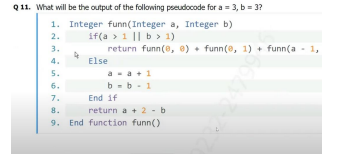 Q 11. What will be the output of the following pseudocode for a = 3, b = 3?
1. Integer funn(Integer a, Integer b)
2. if(a > 1 || b > 1)
3. return funn(0, 0) + funn(0, 1) + funn(a - 1,
4. Else
5. a = a + 1
6. b = b - 1
7. End if
8. return a + 2 - b
9. End function funn()